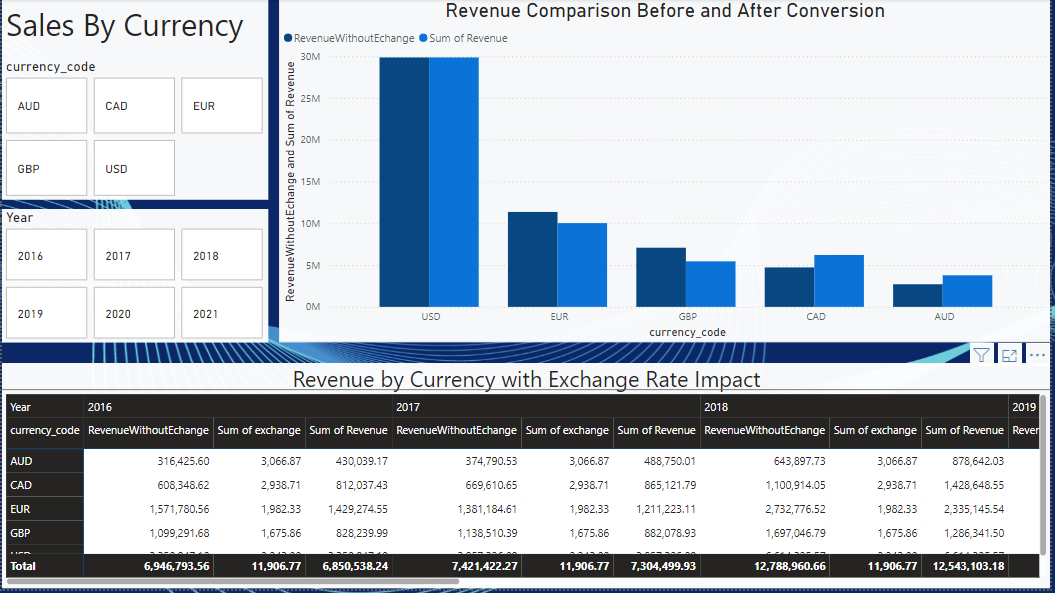 Sales By Currency
currency_code
AUD CAD EUR
GBP USD
Year
2016 2017 2018
2019 2020 2021
Revenue Comparison Before and After Conversion
RevenueWithoutEchange Sum of Revenue
RevenueWithoutEchange and Sum of Revenue
30M
25M
20M
15M
10M
5M
0M
USD EUR GBP CAD AUD
currency_code
Revenue by Currency with Exchange Rate Impact
Year 2016 2017 2018 2019
currency_code RevenueWithoutEchange Sum of exchange Sum of Revenue RevenueWithoutEchange Sum of exchange Sum of Revenue RevenueWithoutEchange Sum of exchange Sum of Revenue Rever
AUD 316,425.60 3,066.87 430,039.17 374,790.53 3,066.87 488,750.01 643,897.73 3,066.87 878,642.03
CAD 608,348.62 2,938.71 812,037.43 669,610.65 2,938.71 865,121.79 1,100,914.05 2,938.71 1,428,648.55
EUR 1,571,780.56 1,982.33 1,429,274.55 1,381,184.61 1,982.33 1,211,223.11 2,732,776.52 1,982.33 2,335,145.54
GBP 1,099,291.68 1,675.86 828,239.99 1,138,510.39 1,675.86 882,078.93 1,697,046.79 1,675.86 1,286,341.50
Total 6,946,793.56 11,906.77 6,850,538.24 7,421,422.27 11,906.77 7,304,499.93 12,788,960.66 11,906.77 12,543,103.18